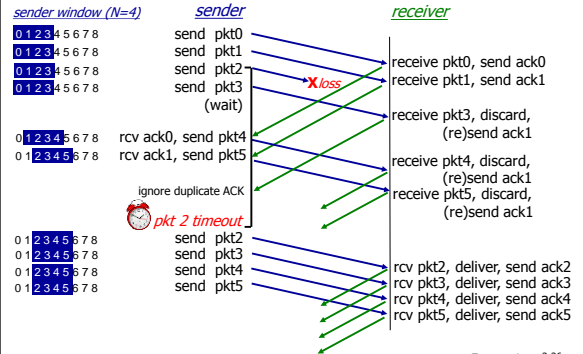 sender window (N=4) sender receiver
0 1 2 3 4 5 6 7 8 send pkt0
0 1 2 3 4 5 6 7 8 send pkt1
0 1 2 3 4 5 6 7 8 send pkt2
0 1 2 3 4 5 6 7 8 send pkt3
(wait)
X loss
receive pkt0, send ack0
receive pkt1, send ack1
receive pkt3, discard,
(re)send ack1
0 1 2 3 4 5 6 7 8 rcv ack0, send pkt4
0 1 2 3 4 5 6 7 8 rcv ack1, send pkt5
receive pkt4, discard,
(re)send ack1
receive pkt5, discard,
(re)send ack1
ignore duplicate ACK
pkt 2 timeout
0 1 2 3 4 5 6 7 8 send pkt2
0 1 2 3 4 5 6 7 8 send pkt3
0 1 2 3 4 5 6 7 8 send pkt4
0 1 2 3 4 5 6 7 8 send pkt5
rcv pkt2, deliver, send ack2
rcv pkt3, deliver, send ack3
rcv pkt4, deliver, send ack4
rcv pkt5, deliver, send ack5